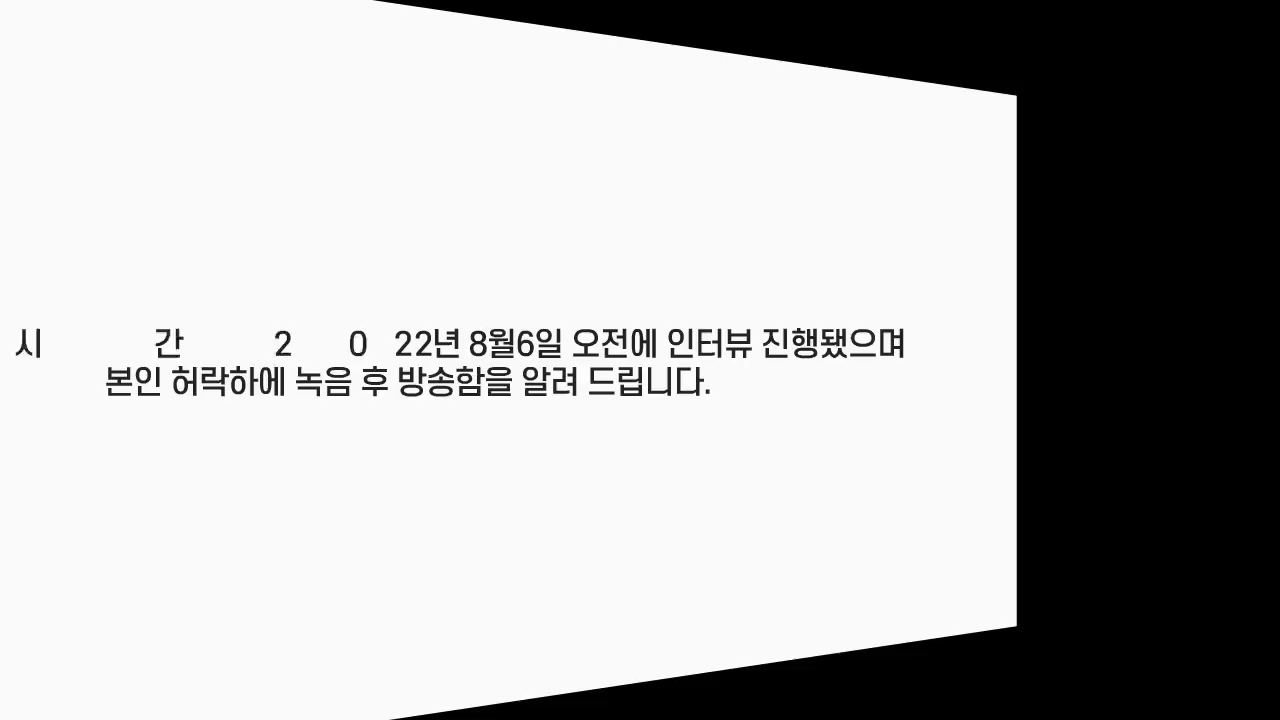 시간 2022년 8월6일 오전에 인터뷰 진행됐으며
본인 허락하에 녹음 후 방송함을 알려 드립니다.